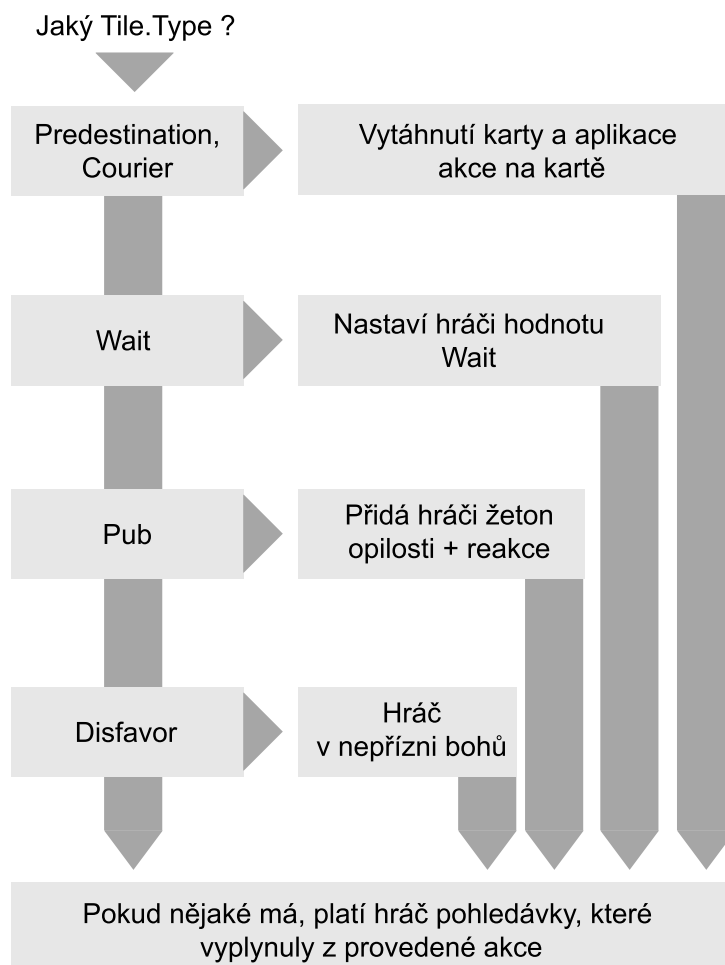 Jaký Tile.Type ?
Predestination,
Courier
Vytáhnutí karty a aplikace
akce na kartě
Wait
Nastaví hráči hodnotu
Wait
Pub
Přidá hráči žeton
opilosti + reakce
Disfavor
Hráč
v nepřízni bohů
Pokud nějaké má, platí hráč pohledávky, které
vyplynuly z provedené akce